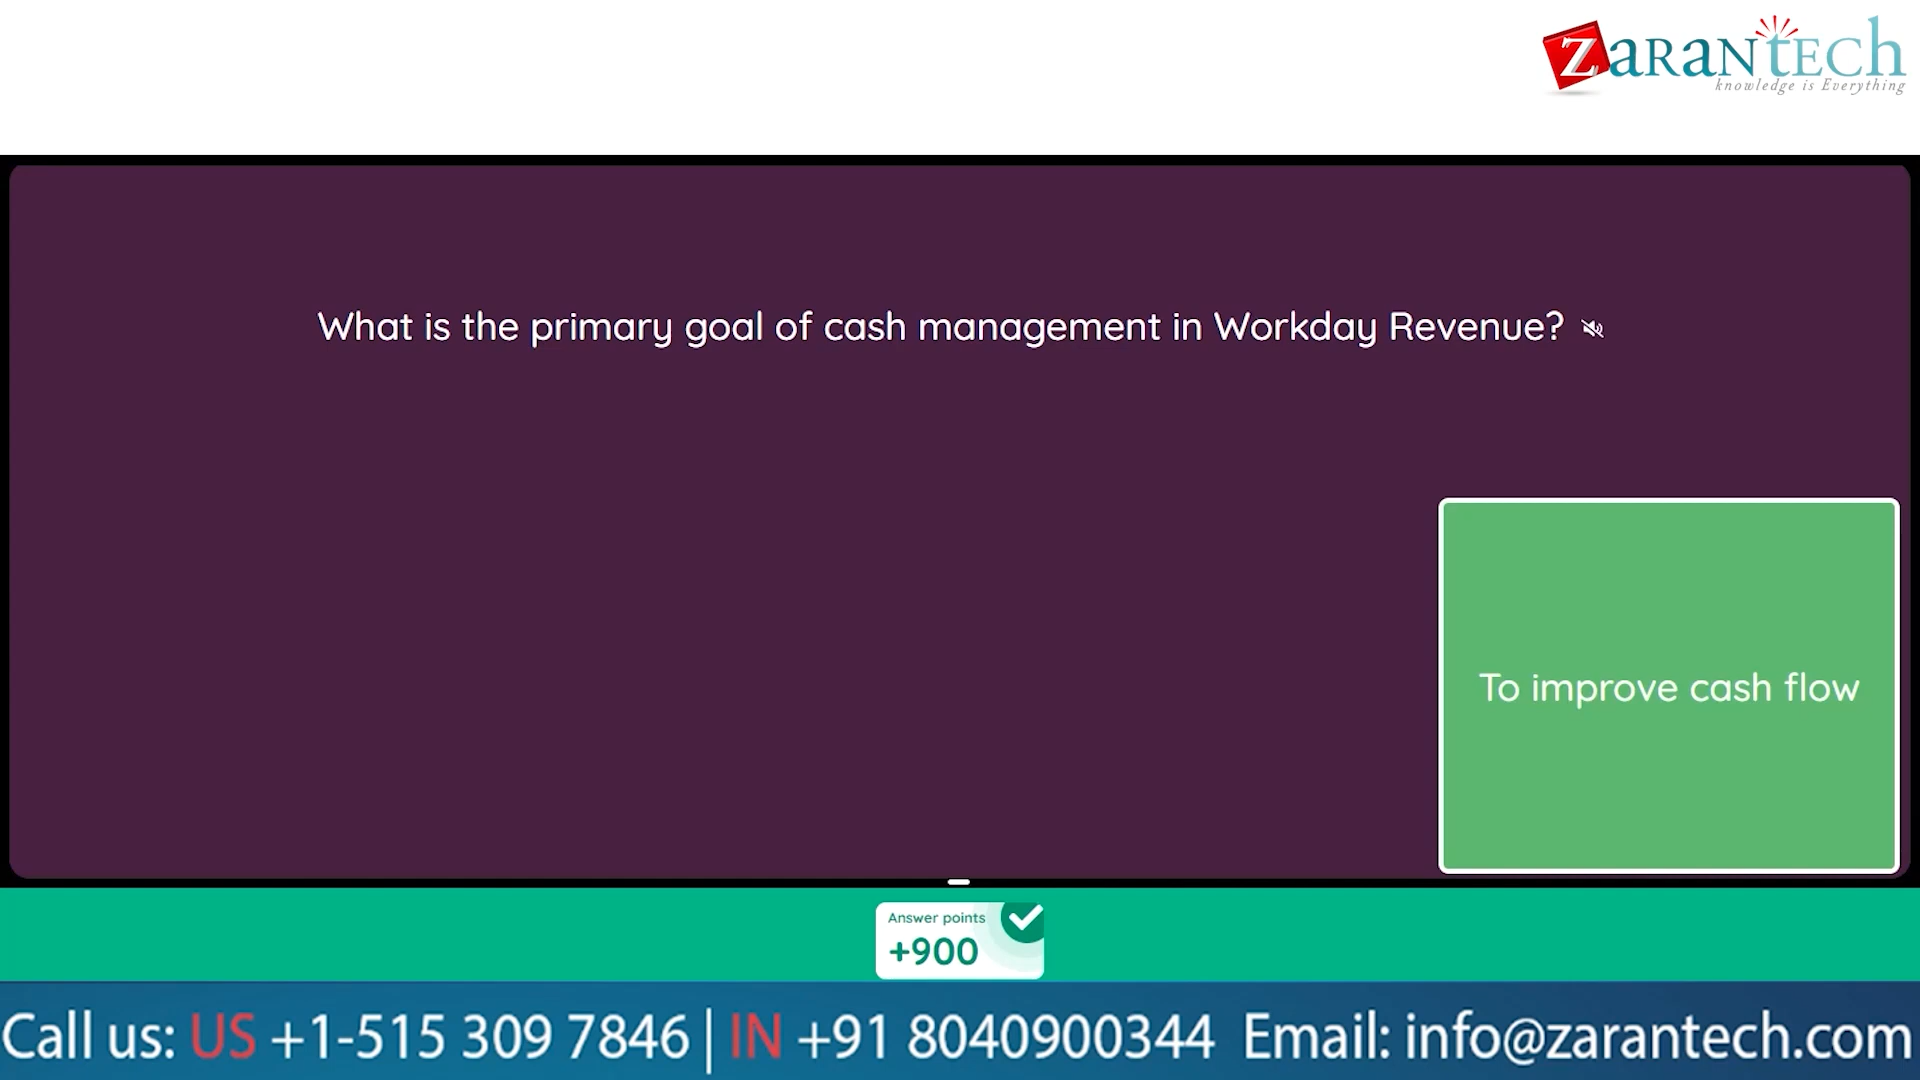 ZaranTech
knowledge is Everything
What is the primary goal of cash management in Workday Revenue?
To improve cash flow
Answer points
+900
Call us: US +1-515 309 7846 | IN +91 8040900344 Email: info@zarantech.com